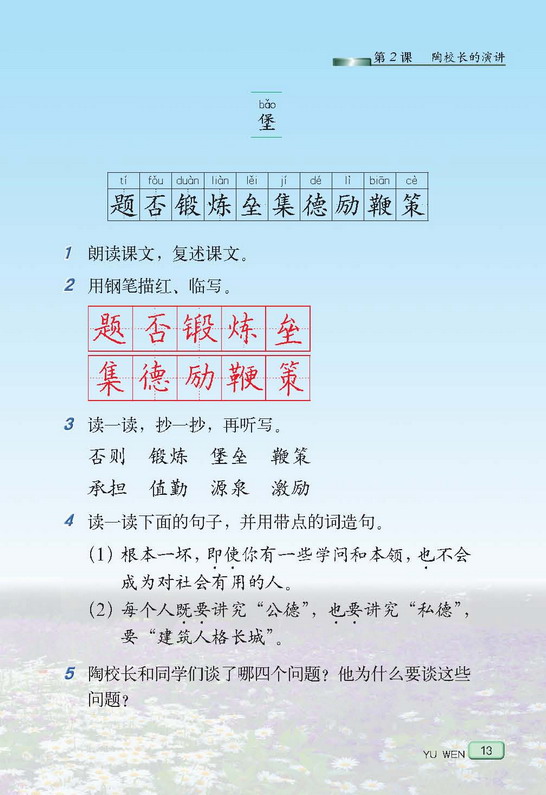 第2课 陶校长的演讲
bǎo
堡
tí fǒu duàn liàn lěi jí dé lì biān cè
题 否 锻 炼 垒 集 德 励 鞭 策
1 朗读课文,复述课文。
2 用钢笔描红、临写。
题 否 锻 炼 垒
集 德 励 鞭 策
3 读一读,抄一抄,再听写。
否则 锻炼 堡垒 鞭策
承担 值勤 源泉 激励
4 读一读下面的句子,并用带点的词造句。
(1) 根本一坏,即使你有一些学问和本领,也不会
成为对社会有用的人。
(2) 每个人既要讲究“公德”,也要讲究“私德”,
要“建筑人格长城”。
5 陶校长和同学们谈了哪四个问题?他为什么要谈这些
问题?
YU WEN 13